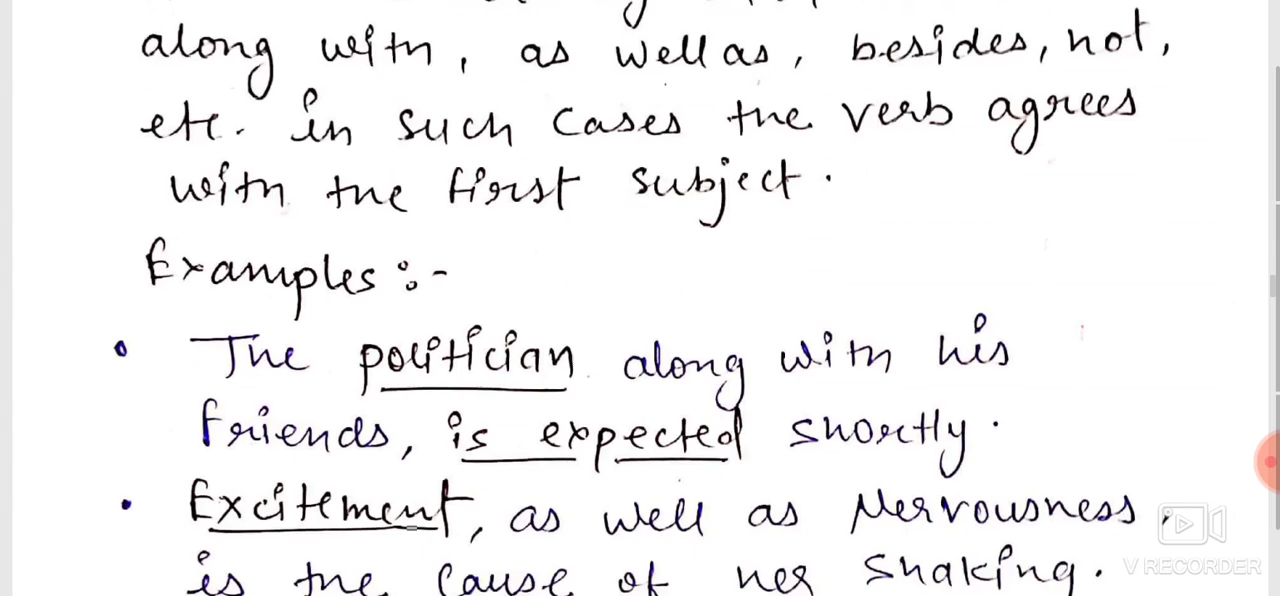 along with, as well as, besides, not,
etc. in such cases the verb agrees
with the first subject.
Examples :-
• The politician along with his
friends, is expected shortly.
• Excitement, as well as Nervousness,
is the cause of her shaking.
V RECORDER